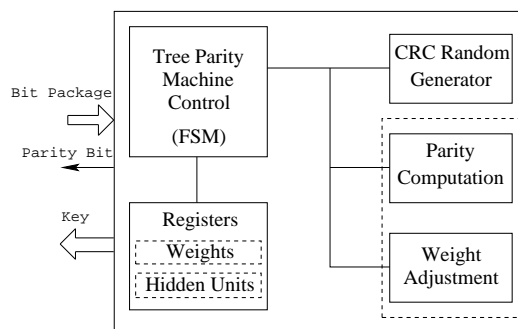 Tree Parity
Machine
Control
(FSM)
CRC Random
Generator
Bit Package
Parity Bit
Parity
Computation
Key
Registers
Weights
Hidden Units
Weight
Adjustment